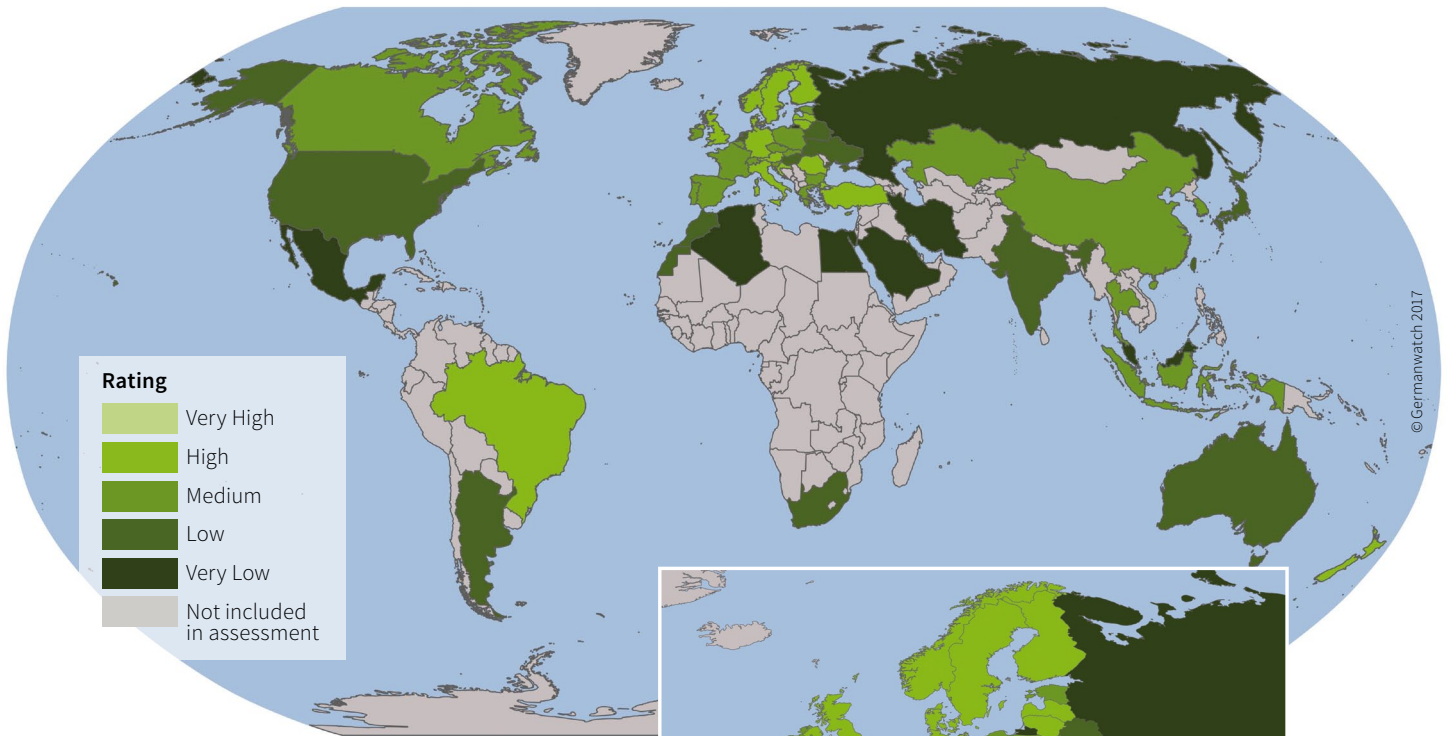 Rating
Very High
High
Medium
Low
Very Low
Not included
in assessment
© Germanwatch 2017